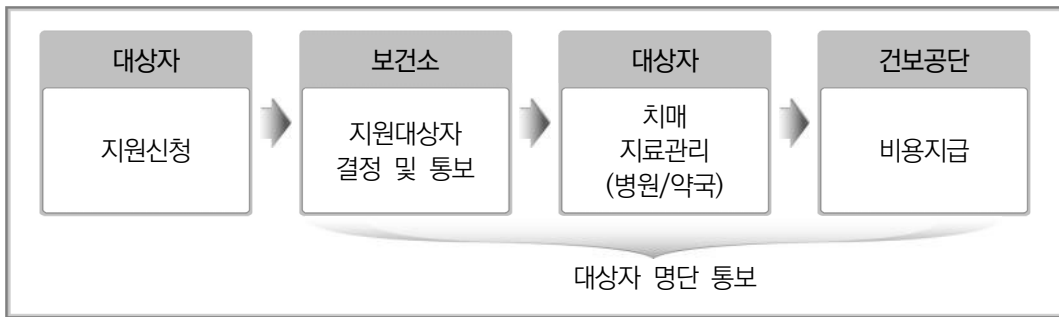 대상자
지원신청
보건소
지원대상자
결정 및 통보
대상자
치매
지료관리
(병원/약국)
건보공단
비용지급
대상자 명단 통보